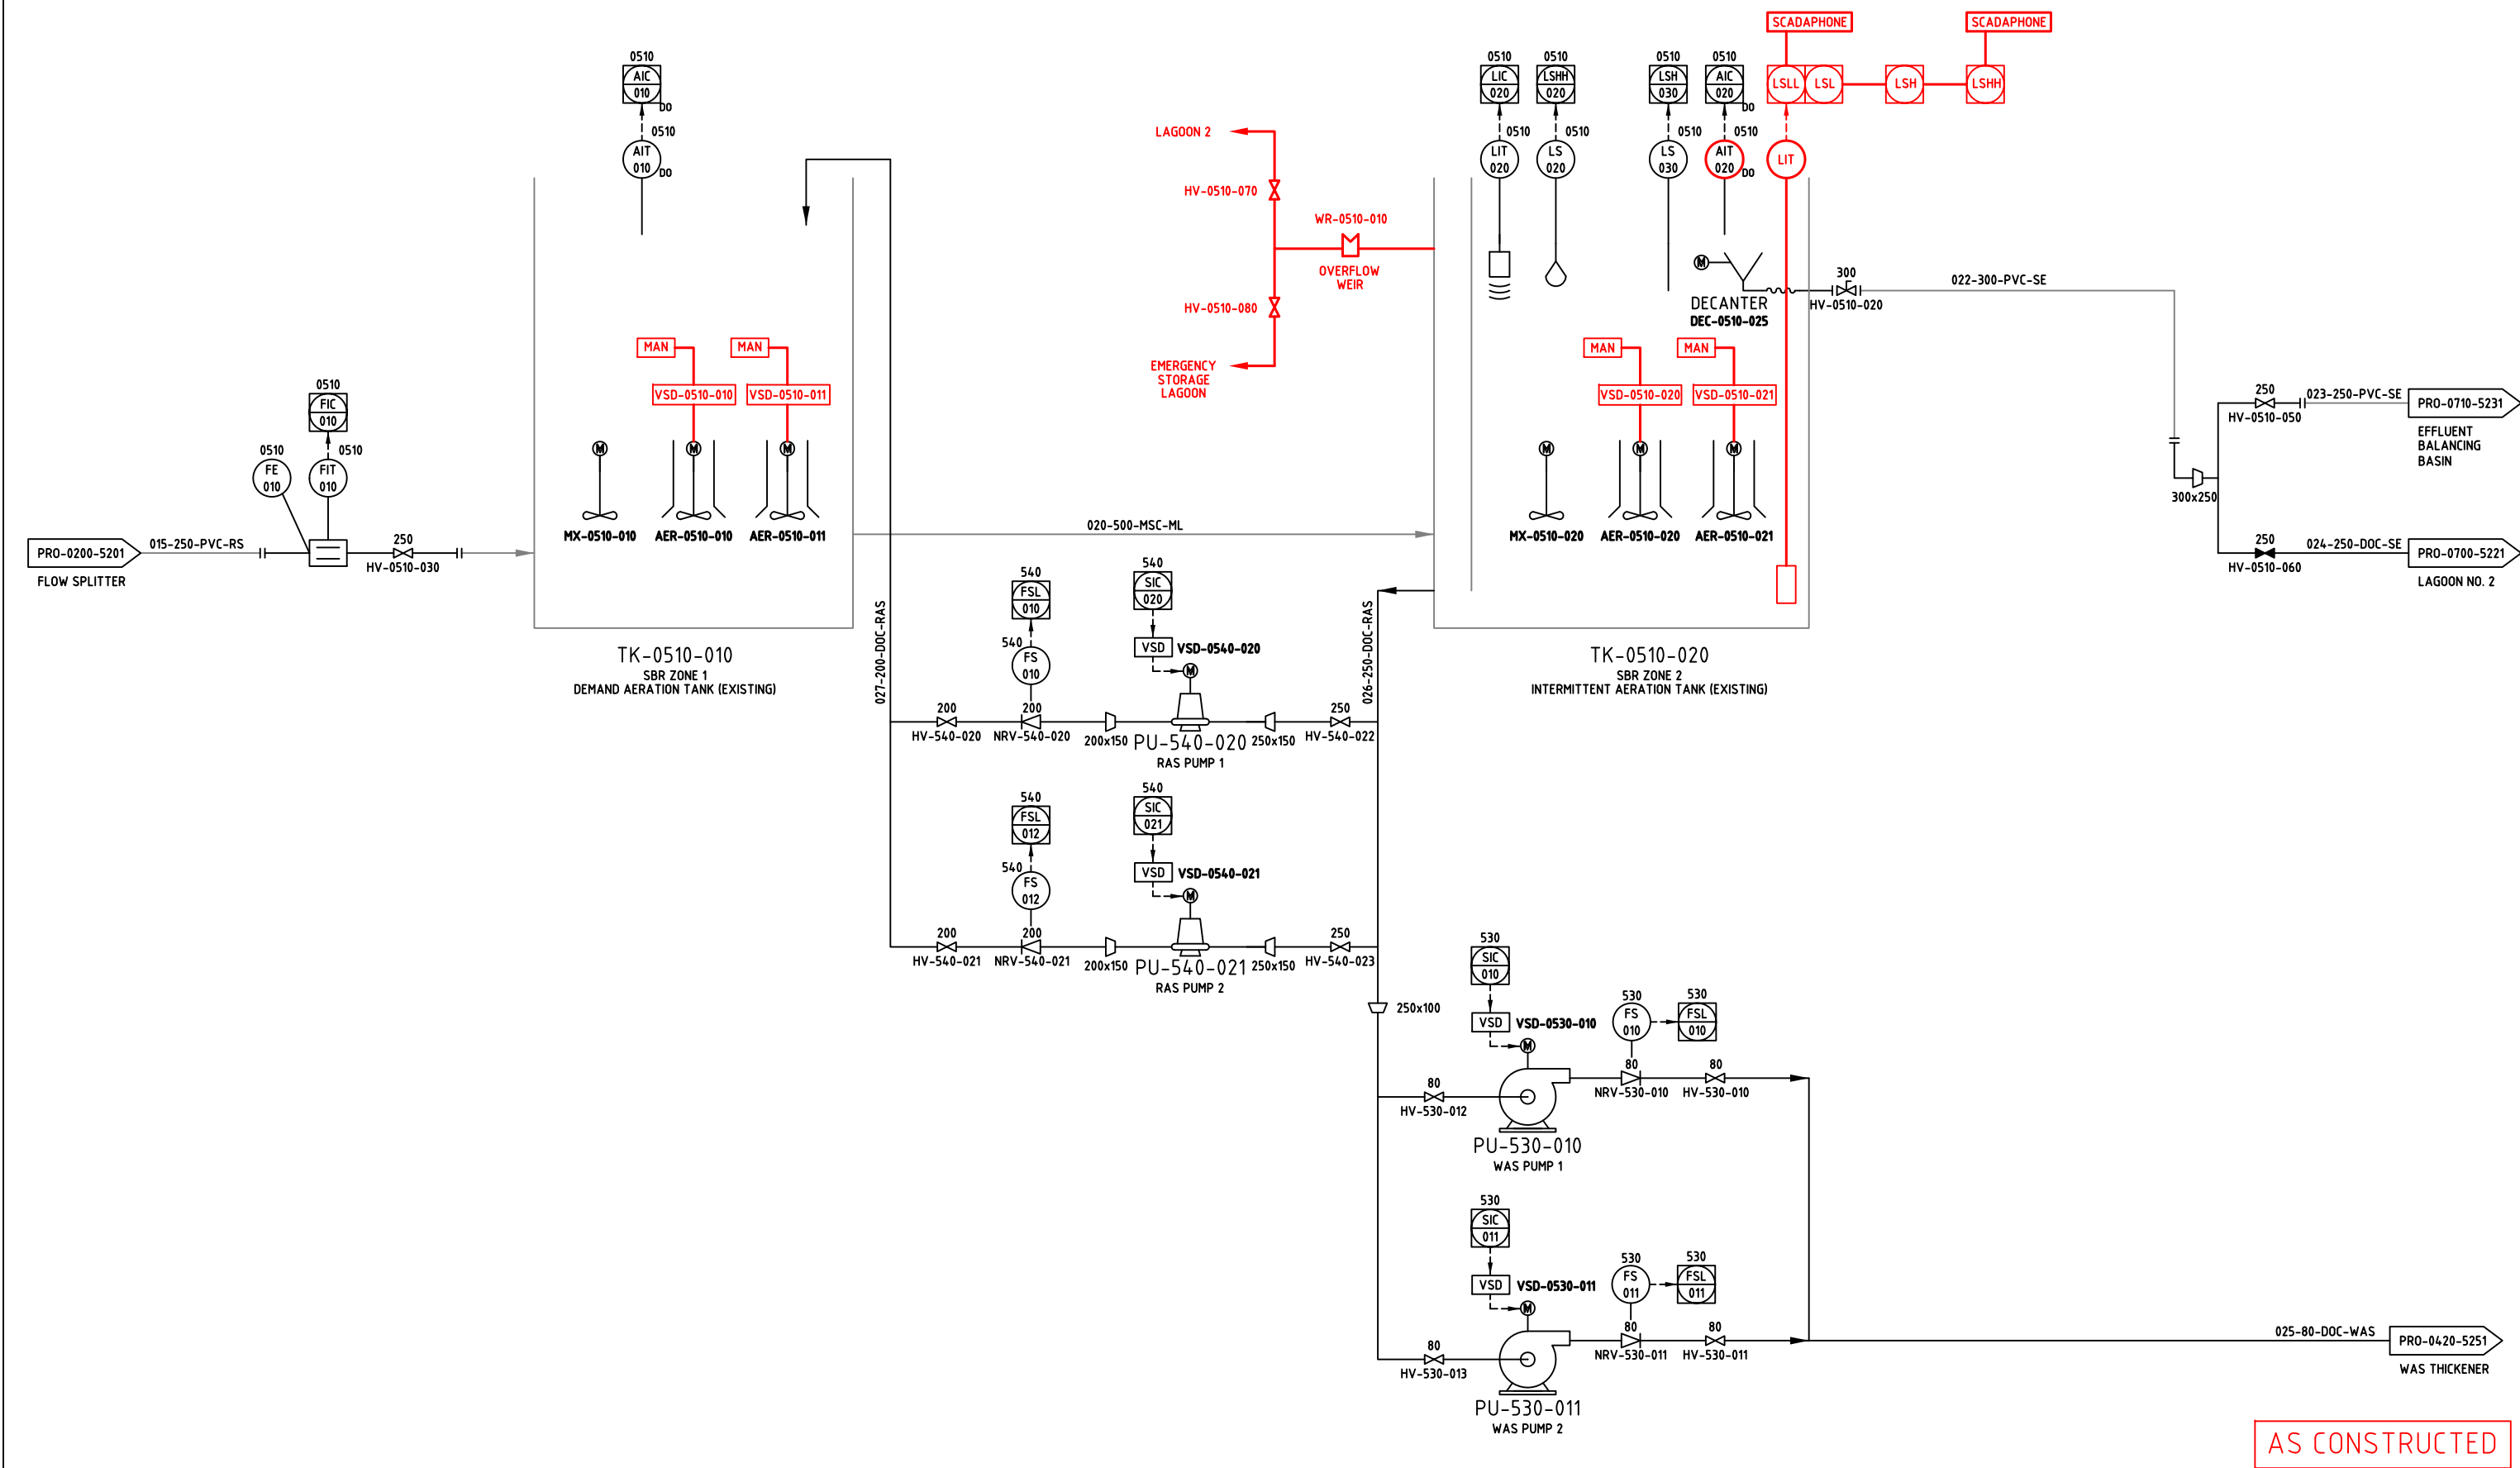 SCADAPHONE
SCADAPHONE
0510
AIC
010
DO
0510
AIT
010
DO
0510
LIC
020
0510
LIT
020
0510
LSHH
020
0510
LS
020
0510
LSH
030
0510
LS
030
0510
AIC
020
DO
0510
AIT
020
DO
LSLL
LSL
LSH
LSHH
LIT
LAGOON 2
HV-0510-070
WR-0510-010
OVERFLOW
WEIR
HV-0510-080
EMERGENCY
STORAGE
LAGOON
DECANTER
DEC-0510-025
300
HV-0510-020
022-300-PVC-SE
MAN
MAN
VSD-0510-010
VSD-0510-011
M
M
M
MX-0510-010
AER-0510-010
AER-0510-011
MAN
MAN
VSD-0510-020
VSD-0510-021
M
M
M
M
MX-0510-020
AER-0510-020
AER-0510-021
0510
FIC
010
0510
FE
010
0510
FIT
010
PRO-0200-5201
FLOW SPLITTER
015-250-PVC-RS
250
HV-0510-030
020-500-MSC-ML
250
HV-0510-050
023-250-PVC-SE
PRO-0710-5231
EFFLUENT
BALANCING
BASIN
300x250
250
HV-0510-060
024-250-DOC-SE
PRO-0700-5221
LAGOON NO. 2
TK-0510-010
SBR ZONE 1
DEMAND AERATION TANK (EXISTING)
TK-0510-020
SBR ZONE 2
INTERMITTENT AERATION TANK (EXISTING)
027-200-DOC-RAS
026-250-DOC-RAS
540
FSL
010
540
FS
010
540
SIC
020
VSD
VSD-0540-020
M
200
HV-540-020
200
NRV-540-020
200x150
PU-540-020
RAS PUMP 1
250x150
250
HV-540-022
540
FSL
012
540
FS
012
540
SIC
021
VSD
VSD-0540-021
M
200
HV-540-021
200
NRV-540-021
200x150
PU-540-021
RAS PUMP 2
250x150
250
HV-540-023
250x100
530
SIC
010
VSD
VSD-0530-010
M
530
FS
010
530
FSL
010
80
HV-530-012
80
NRV-530-010
80
HV-530-010
PU-530-010
WAS PUMP 1
530
SIC
011
VSD
VSD-0530-011
M
530
FS
011
530
FSL
011
80
HV-530-013
80
NRV-530-011
80
HV-530-011
PU-530-011
WAS PUMP 2
025-80-DOC-WAS
PRO-0420-5251
WAS THICKENER
AS CONSTRUCTED